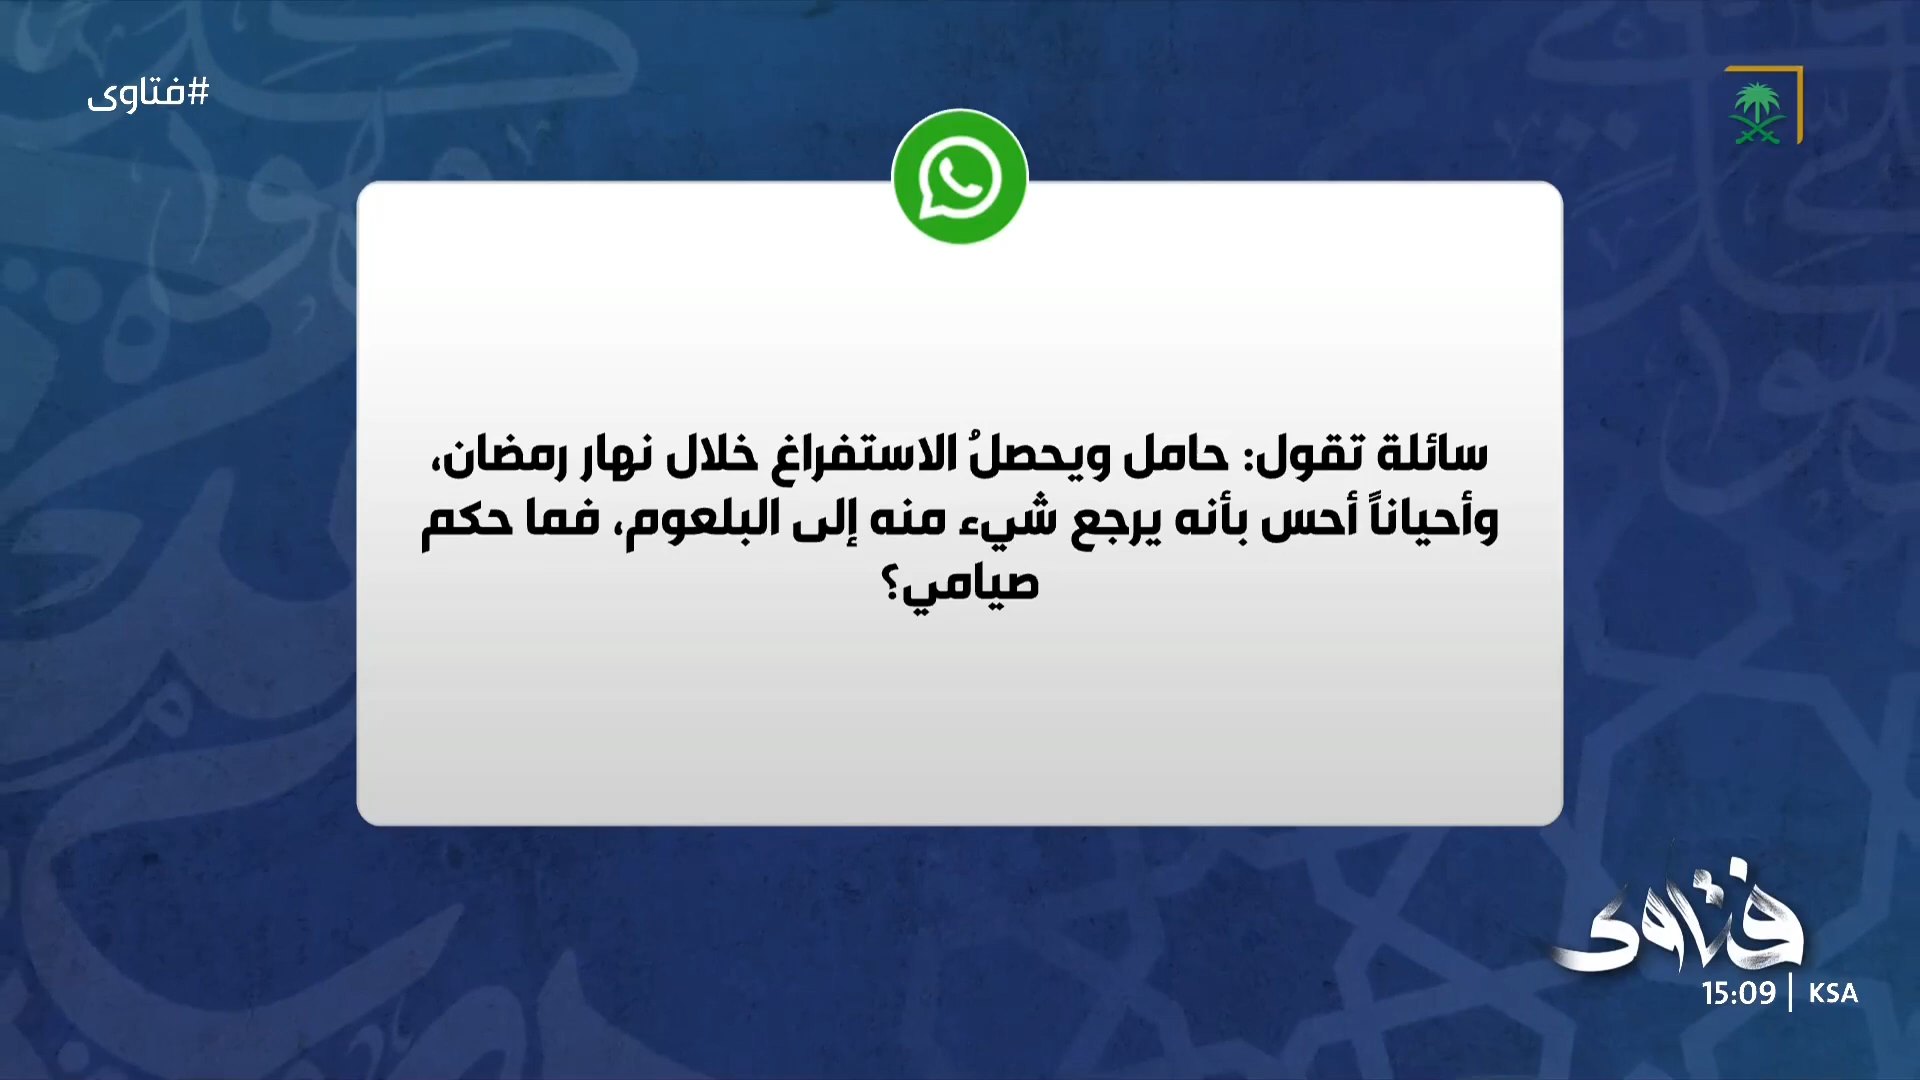 #فتاوى
سائلة تقول: حامل ويحصلُ الاستفراغ خلال نهار رمضان،
وأحياناً أحس بأنه يرجع شيء منه إلى البلعوم، فما حكم
صيامي؟
فتاوى
15:09 | KSA